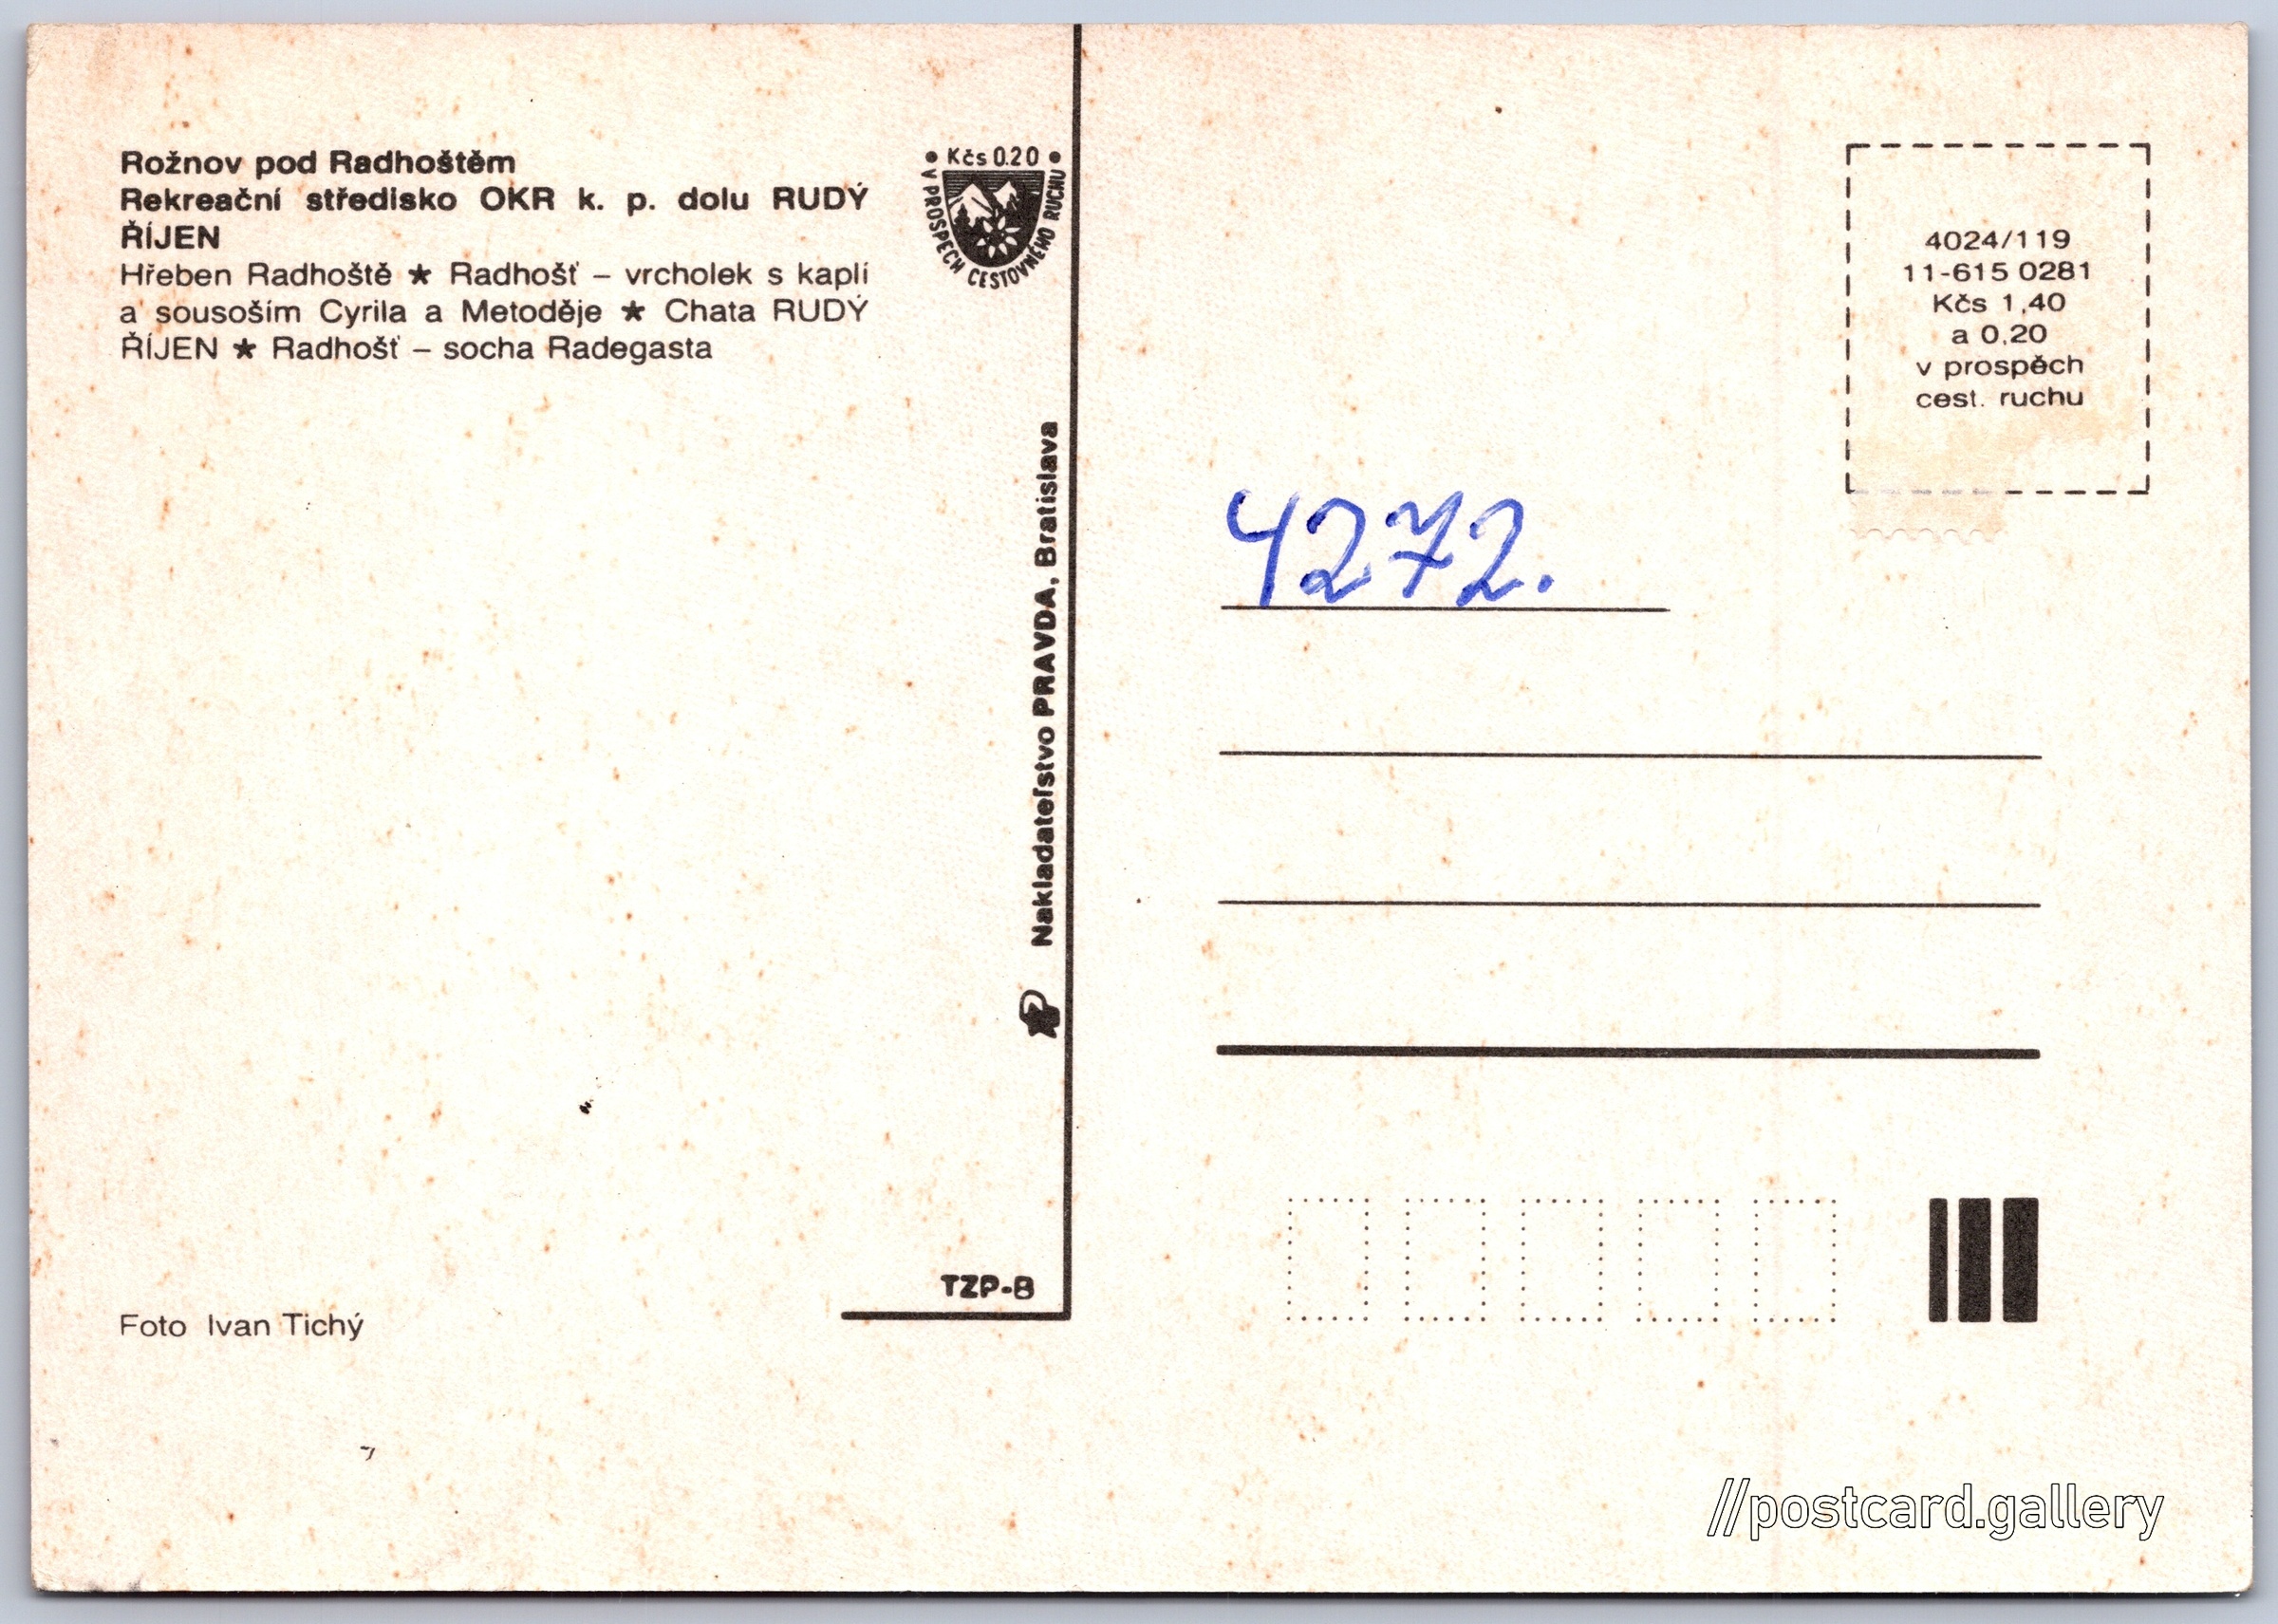 Rožnov pod Radhoštěm
Rekreační středisko OKR k. p. dolu RUDÝ
ŘÍJEN
Hřeben Radhoště ★ Radhošť – vrcholek s kaplí
a sousoším Cyrila a Metoděje ★ Chata RUDÝ
ŘÍJEN ★ Radhošť – socha Radegasta
• Kčs 0.20 •
V PROSPECH CESTOVNÉHO RUCHU
Nakladateľstvo PRAVDA, Bratislava
TZP-8
Foto Ivan Tichý
4024/119
11-615 0281
Kčs 1,40
a 0,20
v prospěch
cest. ruchu
4272.
//postcard.gallery